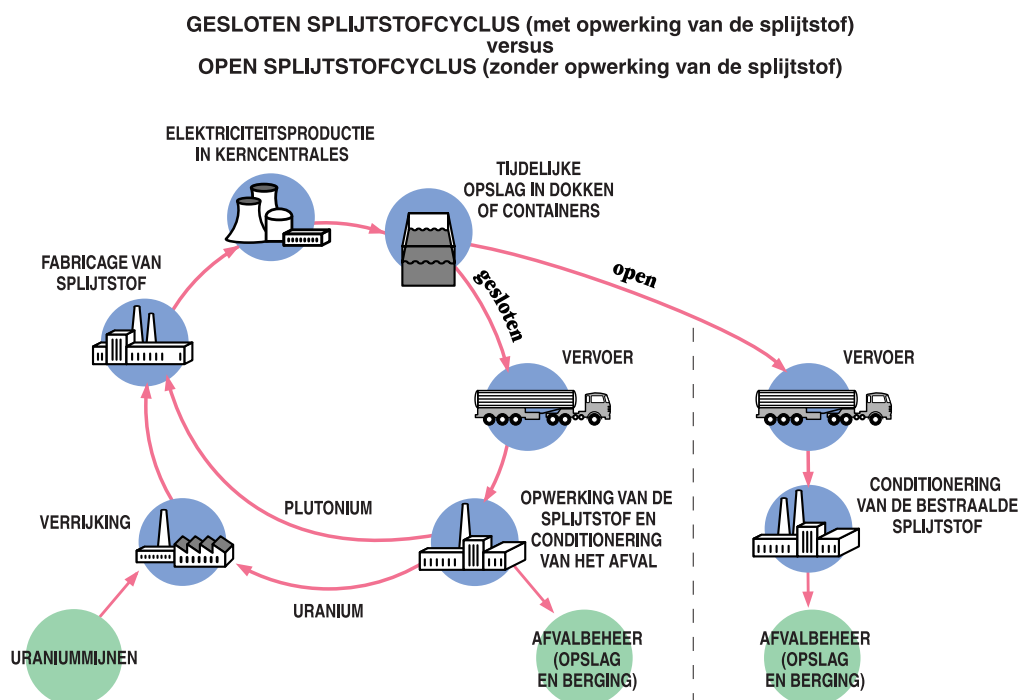 GESLOTEN SPLIJTSTOFCYCLUS (met opwerking van de splijtstof)
versus
OPEN SPLIJTSTOFCYCLUS (zonder opwerking van de splijtstof)
ELEKTRICITEITSPRODUCTIE
IN KERNCENTRALES
TIJDELIJKE
OPSLAG IN DOKKEN
OF CONTAINERS
FABRICAGE VAN
SPLIJTSTOF
gesloten
open
VERVOER
VERVOER
PLUTONIUM
VERRIJKING
OPWERKING VAN DE
SPLIJTSTOF EN
CONDITIONERING
VAN HET AFVAL
CONDITIONERING
VAN DE BESTRAALDE
SPLIJTSTOF
URANIUM
URANIUMMIJNEN
AFVALBEHEER
(OPSLAG
EN BERGING)
AFVALBEHEER
(OPSLAG
EN BERGING)